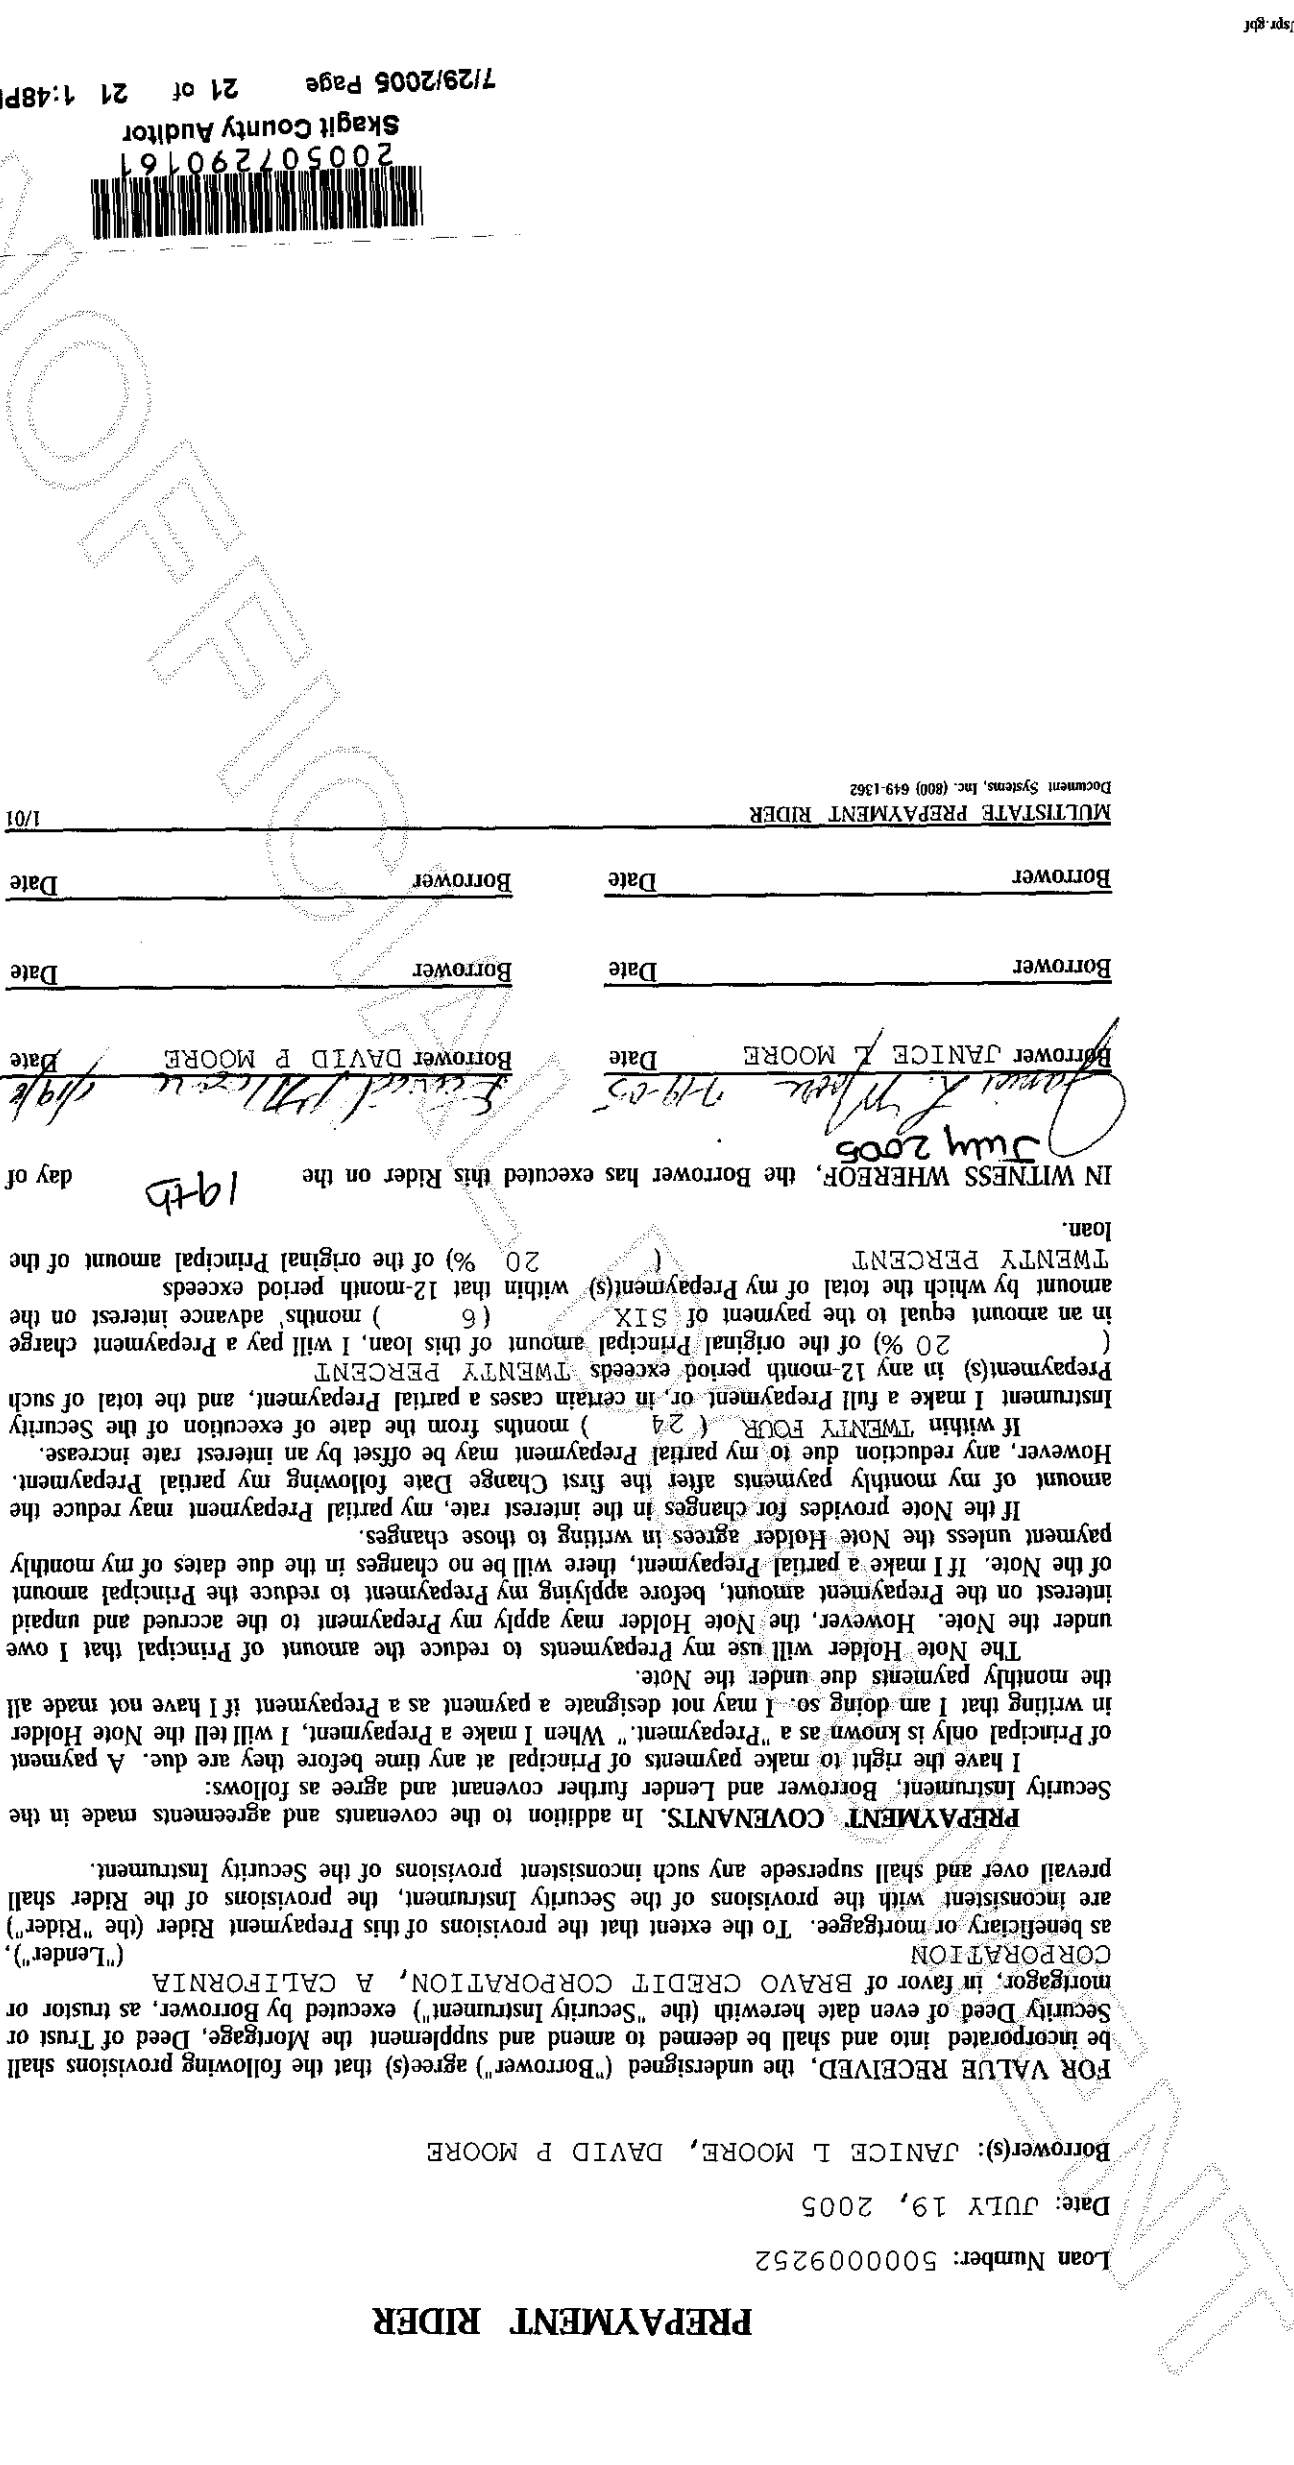 PREPAYMENT RIDER
Loan Number: 5000009252
Date: JULY 19, 2005
Borrower(s): JANICE L MOORE, DAVID P MOORE
FOR VALUE RECEIVED, the undersigned ("Borrower") agree(s) that the following provisions shall
be incorporated into and shall be deemed to amend and supplement the Mortgage, Deed of Trust or
Security Deed of even date herewith (the "Security Instrument") executed by Borrower, as trustor or
mortgagor, in favor of BRAVO CREDIT CORPORATION, A CALIFORNIA
CORPORATION ("Lender"),
as beneficiary or mortgagee. To the extent that the provisions of this Prepayment Rider (the "Rider")
are inconsistent with the provisions of the Security Instrument, the provisions of the Rider shall
prevail over and shall supersede any such inconsistent provisions of the Security Instrument.
PREPAYMENT COVENANTS. In addition to the covenants and agreements made in the
Security Instrument, Borrower and Lender further covenant and agree as follows:
I have the right to make payments of Principal at any time before they are due. A payment
of Principal only is known as a "Prepayment." When I make a Prepayment, I will tell the Note Holder
in writing that I am doing so. I may not designate a payment as a Prepayment if I have not made all
the monthly payments due under the Note.
The Note Holder will use my Prepayments to reduce the amount of Principal that I owe
under the Note. However, the Note Holder may apply my Prepayment to the accrued and unpaid
interest on the Prepayment amount, before applying my Prepayment to reduce the Principal amount
of the Note. If I make a partial Prepayment, there will be no changes in the due dates of my monthly
payment unless the Note Holder agrees in writing to those changes.
If the Note provides for changes in the interest rate, my partial Prepayment may reduce the
amount of my monthly payments after the first Change Date following my partial Prepayment.
However, any reduction due to my partial Prepayment may be offset by an interest rate increase.
If within TWENTY FOUR ( 24 ) months from the date of execution of the Security
Instrument I make a full Prepayment or, in certain cases a partial Prepayment, and the total of such
Prepayment(s) in any 12-month period exceeds TWENTY PERCENT
( 20 %) of the original Principal amount of this loan, I will pay a Prepayment charge
in an amount equal to the payment of SIX ( 6 ) months' advance interest on the
amount by which the total of my Prepayment(s) within that 12-month period exceeds
TWENTY PERCENT ( 20 %) of the original Principal amount of the
loan.
IN WITNESS WHEREOF, the Borrower has executed this Rider on the 19th day of
July 2005
Janice L Moore 7-19-05 David P Moore
Borrower JANICE L MOORE Date Borrower DAVID P MOORE Date
Borrower Date Borrower Date
Borrower Date Borrower Date
MULTISTATE PREPAYMENT RIDER 1/01
Document Systems, Inc. (800) 649-1362
200507290161
Skagit County Auditor
7/29/2005 Page 21 of 21 1:48P
UNOFFICIAL DOCUMENT